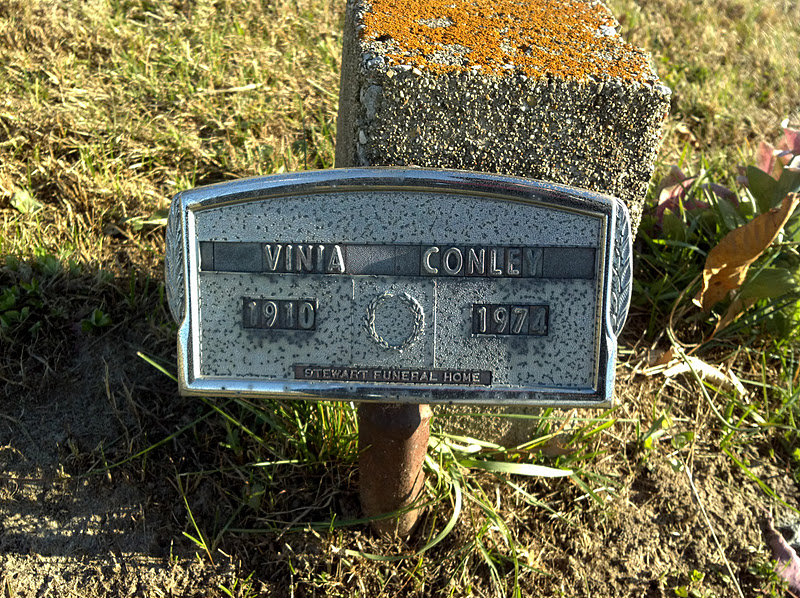 VINIA CONLEY
1910 1974
STEWART FUNERAL HOME